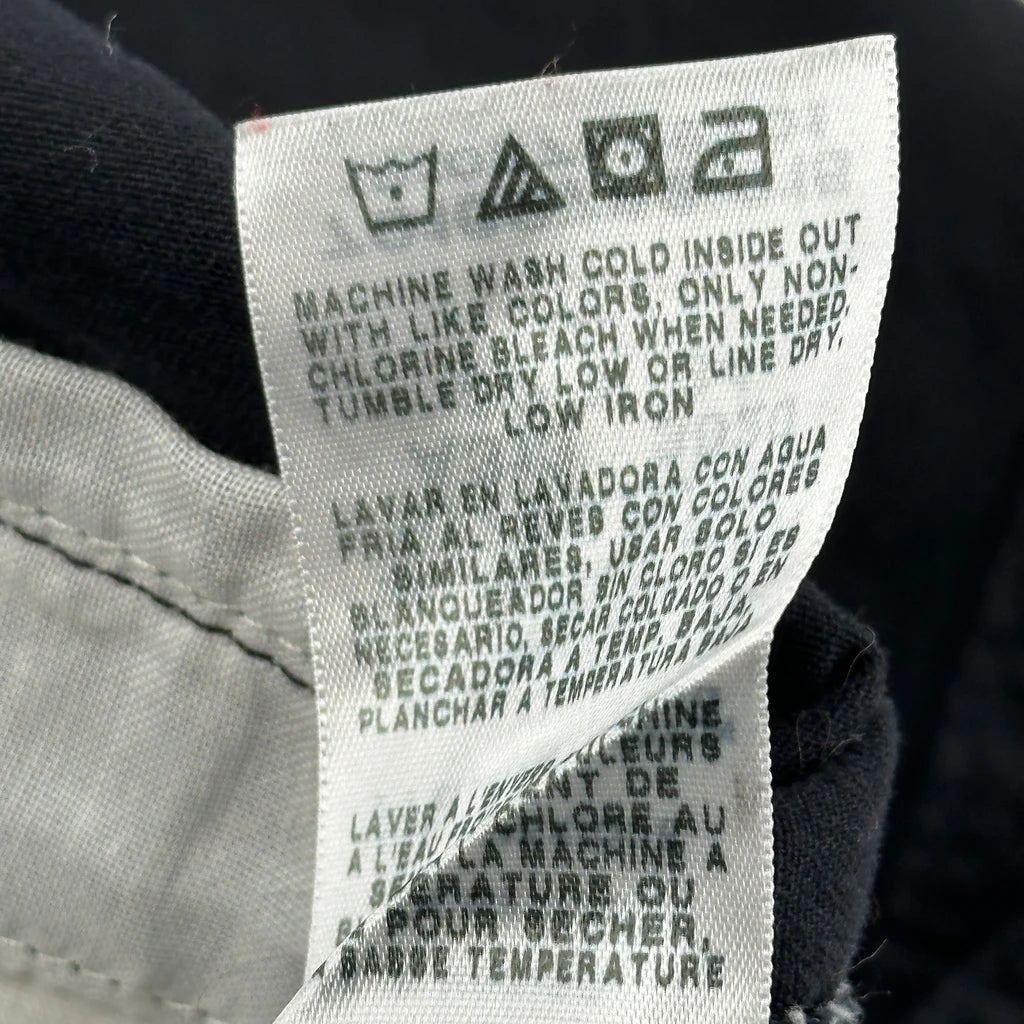 MACHINE WASH COLD INSIDE OUT
WITH LIKE COLORS, ONLY NON-
CHLORINE BLEACH WHEN NEEDED,
TUMBLE DRY LOW OR LINE DRY,
LOW IRON
LAVAR EN LAVADORA CON AGUA
FRIA AL REVES CON COLORES
SIMILARES, USAR SOLO
BLANQUEADOR SIN CLORO SI ES
NECESARIO, SECAR COLGADO O EN
SECADORA A TEMP. BAJA,
PLANCHAR A TEMPERATURA BAJA
LAVER A
A L'EAU
NT DE
CHLORE AU
LA MACHINE A
OU
POUR SECHER,
TEMPERATURE